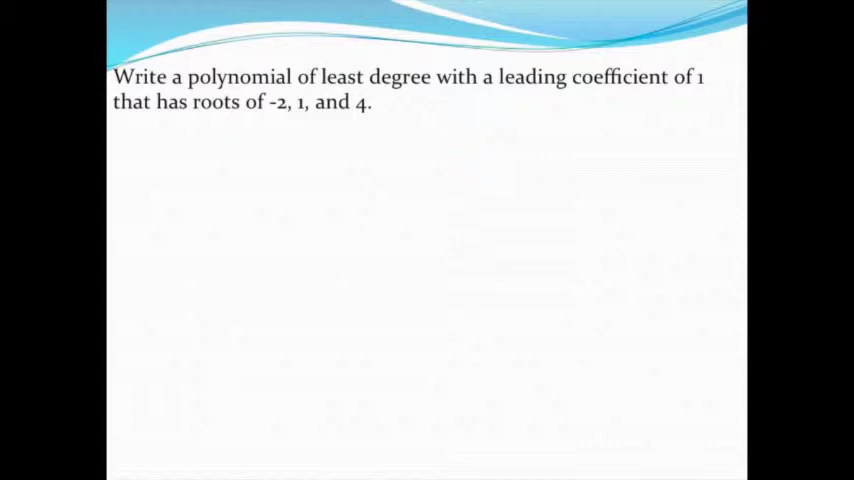 Write a polynomial of least degree with a leading coefficient of 1
that has roots of -2, 1, and 4.